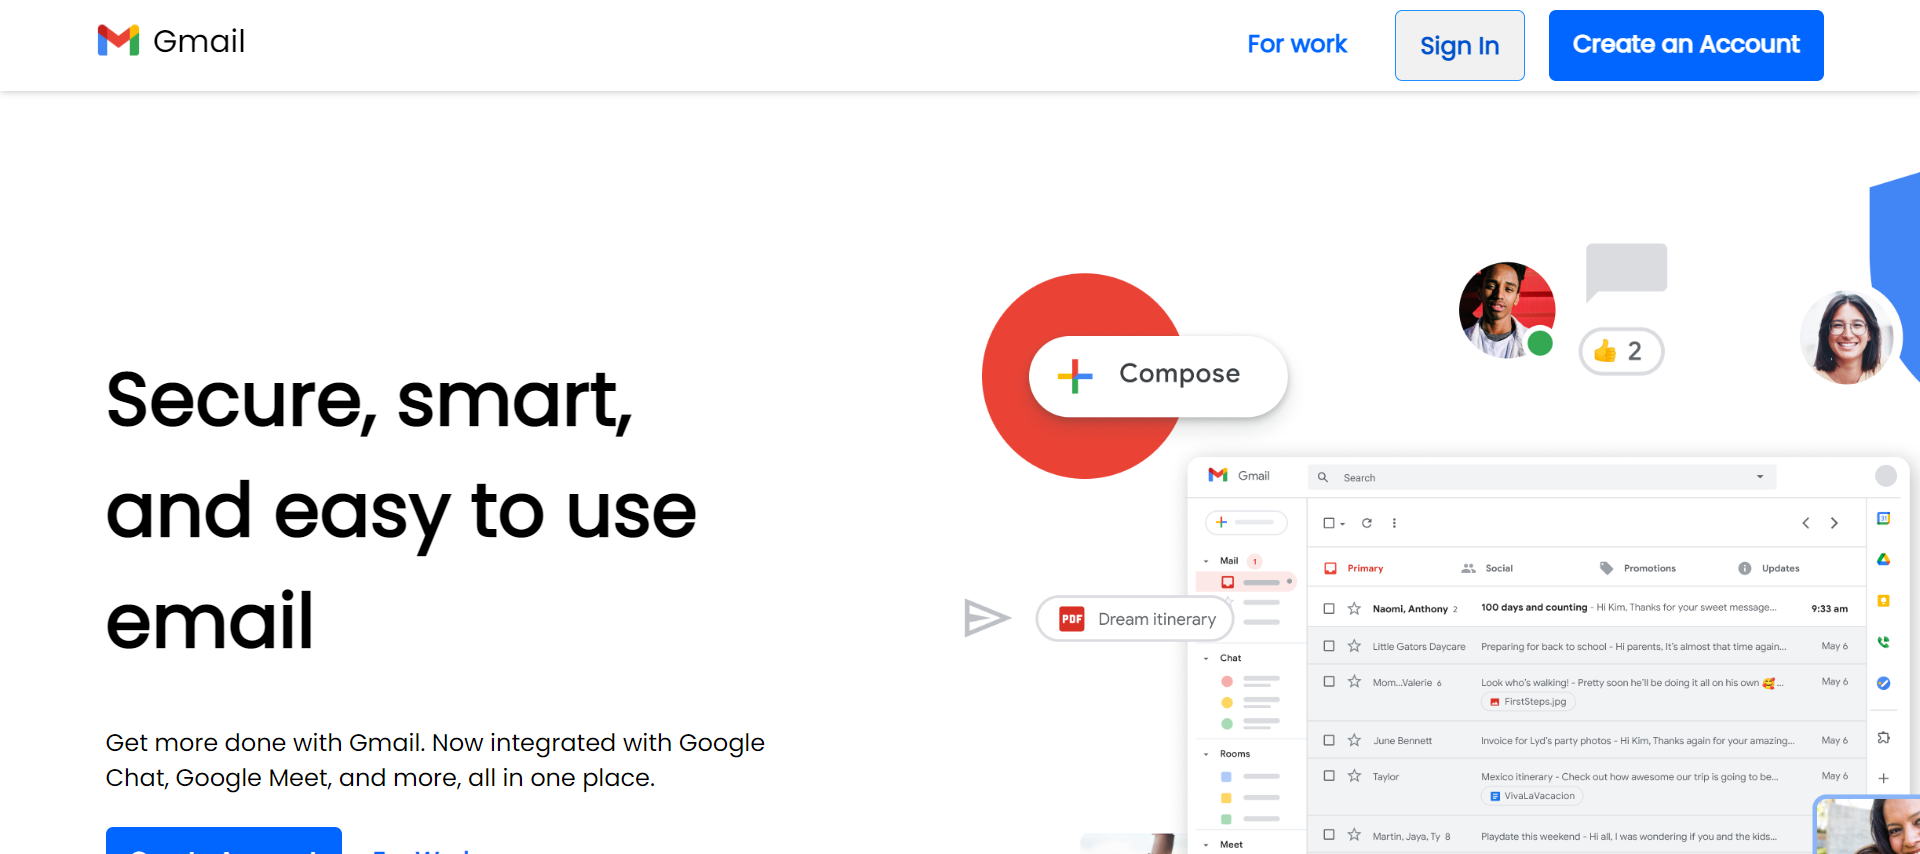 Gmail
For work
Sign In
Create an Account
Secure, smart,
and easy to use
email
Get more done with Gmail. Now integrated with Google
Chat, Google Meet, and more, all in one place.
Compose
👍 2
PDF Dream itinerary
Gmail
Search
Mail 1
Chat
Rooms
Meet
Primary
Social
Promotions
Updates
Naomi, Anthony 2 100 days and counting - Hi Kim, Thanks for your sweet message... 9:33 am
Little Gators Daycare Preparing for back to school - Hi parents, It's almost that time again... May 6
Mom...Valerie 6 Look who's walking! - Pretty soon he'll be doing it all on his own 🥰 ... May 6
FirstSteps.jpg
June Bennett Invoice for Lyd's party photos - Hi Kim, Thanks again for your amazing... May 6
Taylor Mexico itinerary - Check out how awesome our trip is going to be... May 6
VivaLaVacacion
Martin, Jaya, Ty 8 Playdate this weekend - Hi all, I was wondering if you and the kids...
31